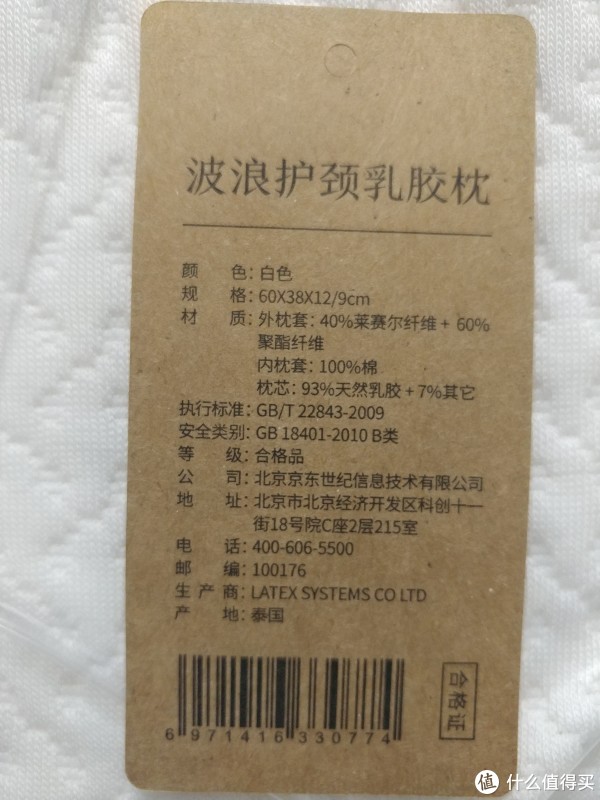 波浪护颈乳胶枕
颜 色：白色
规 格：60X38X12/9cm
材 质：外枕套：40%莱赛尔纤维 + 60%
聚酯纤维
内枕套：100%棉
枕芯：93%天然乳胶 + 7%其它
执行标准：GB/T 22843-2009
安全类别：GB 18401-2010 B类
等 级：合格品
公 司：北京京东世纪信息技术有限公司
地 址：北京市北京经济开发区科创十一
街18号院C座2层215室
电 话：400-606-5500
邮 编：100176
生 产 商：LATEX SYSTEMS CO LTD
产 地：泰国
6 971416 330774
合格证
值 什么值得买